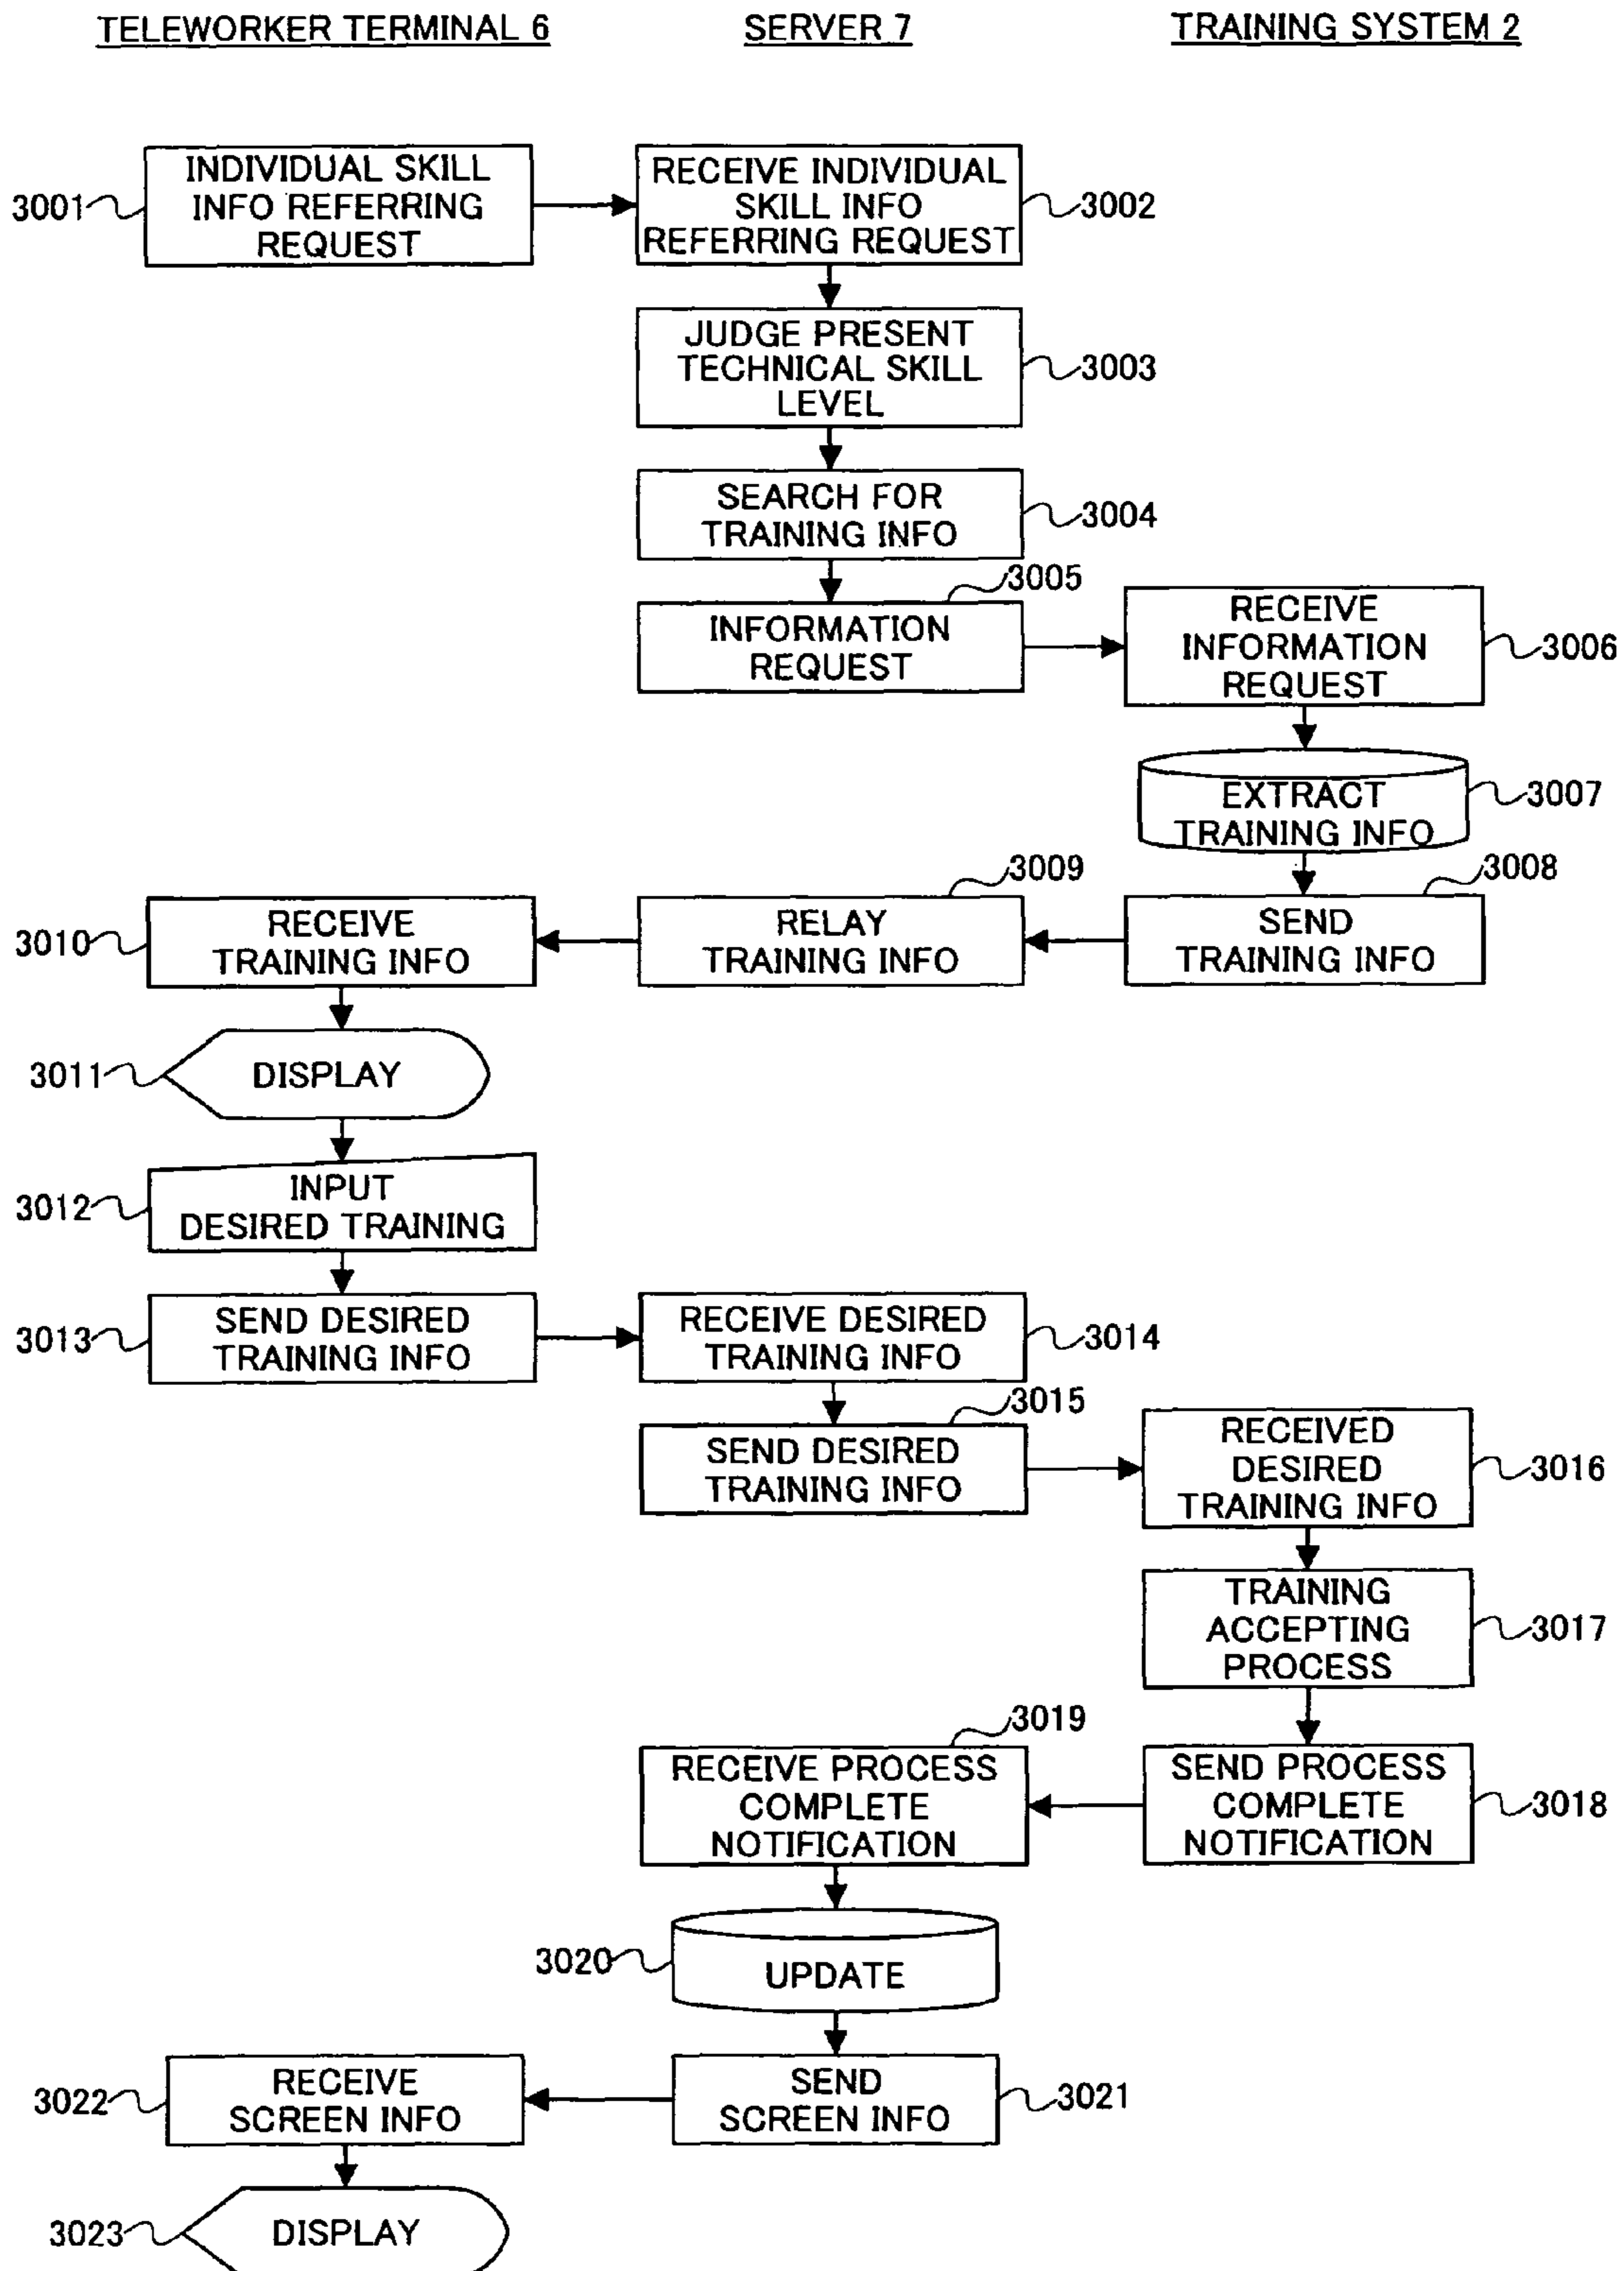 TELEWORKER TERMINAL 6
SERVER 7
TRAINING SYSTEM 2
3001
INDIVIDUAL SKILL
INFO REFERRING
REQUEST
RECEIVE INDIVIDUAL
SKILL INFO
REFERRING REQUEST
3002
JUDGE PRESENT
TECHNICAL SKILL
LEVEL
3003
SEARCH FOR
TRAINING INFO
3004
3005
INFORMATION
REQUEST
RECEIVE
INFORMATION
REQUEST
3006
EXTRACT
TRAINING INFO
3007
3008
SEND
TRAINING INFO
3009
RELAY
TRAINING INFO
3010
RECEIVE
TRAINING INFO
3011
DISPLAY
3012
INPUT
DESIRED TRAINING
3013
SEND DESIRED
TRAINING INFO
RECEIVE DESIRED
TRAINING INFO
3014
3015
SEND DESIRED
TRAINING INFO
RECEIVED
DESIRED
TRAINING INFO
3016
TRAINING
ACCEPTING
PROCESS
3017
SEND PROCESS
COMPLETE
NOTIFICATION
3018
3019
RECEIVE PROCESS
COMPLETE
NOTIFICATION
3020
UPDATE
SEND
SCREEN INFO
3021
3022
RECEIVE
SCREEN INFO
3023
DISPLAY